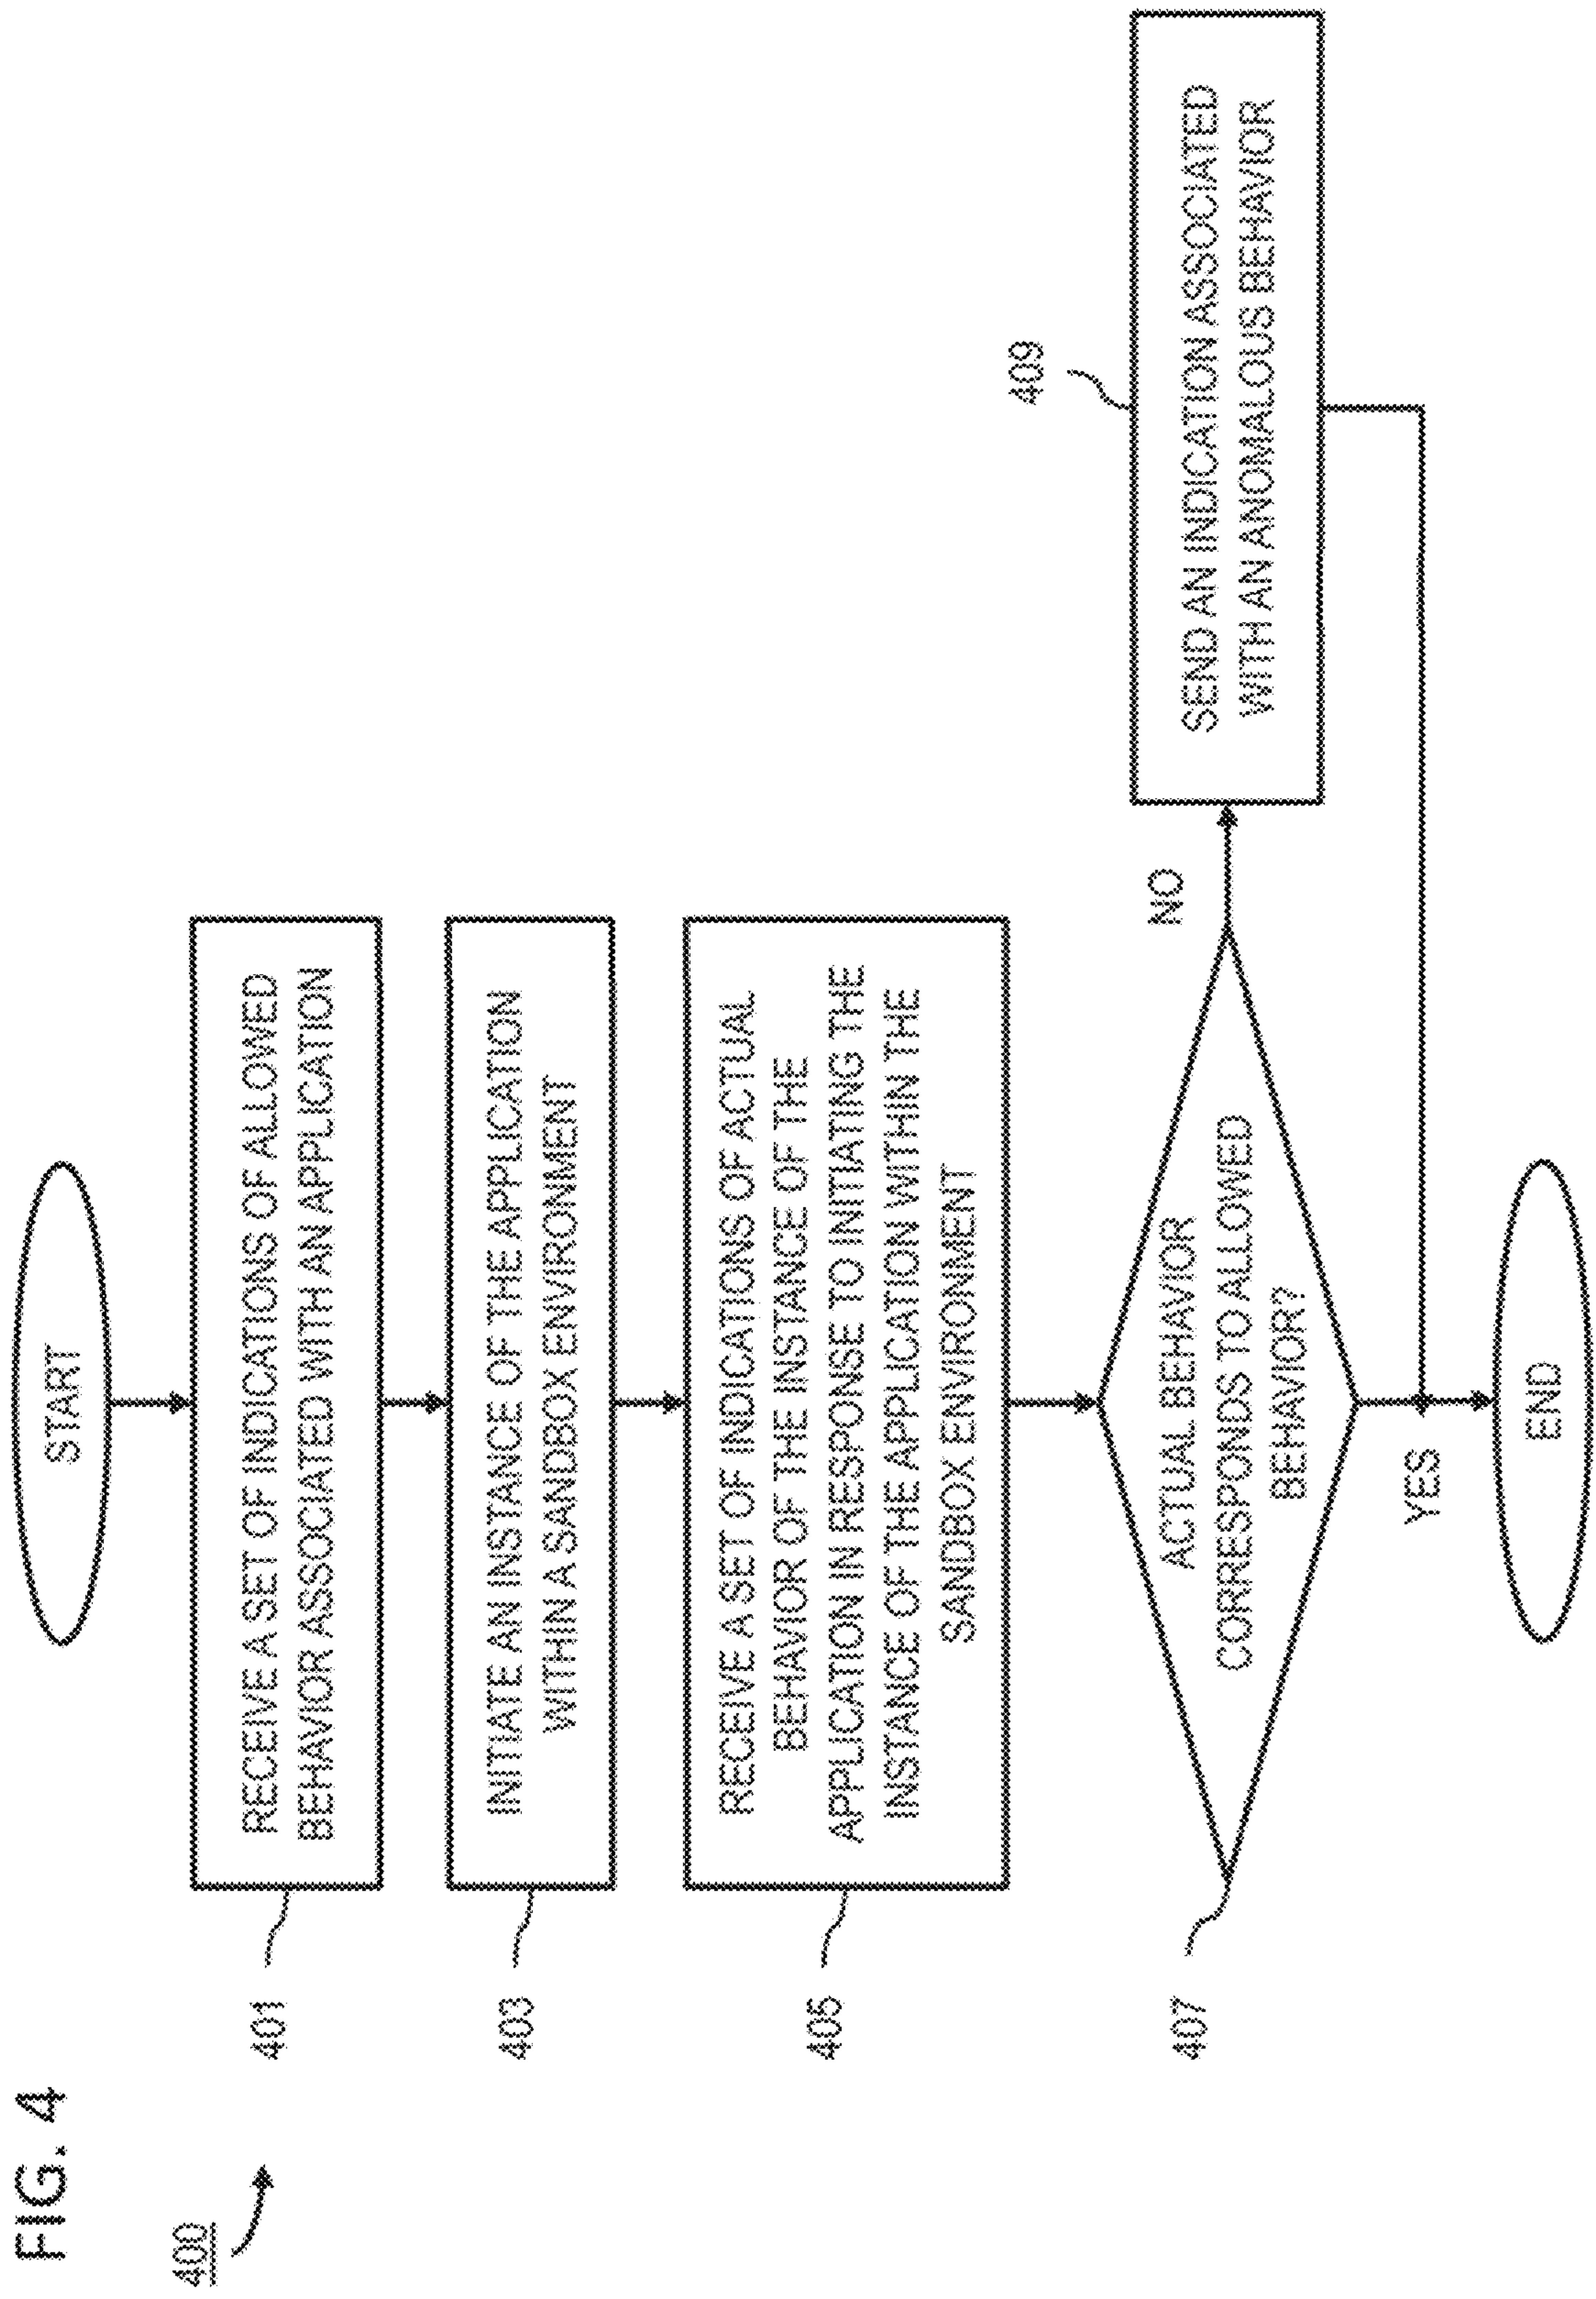 FIG. 4
400
START
401
RECEIVE A SET OF INDICATIONS OF ALLOWED
BEHAVIOR ASSOCIATED WITH AN APPLICATION
403
INITIATE AN INSTANCE OF THE APPLICATION
WITHIN A SANDBOX ENVIRONMENT
405
RECEIVE A SET OF INDICATIONS OF ACTUAL
BEHAVIOR OF THE INSTANCE OF THE
APPLICATION IN RESPONSE TO INITIATING THE
INSTANCE OF THE APPLICATION WITHIN THE
SANDBOX ENVIRONMENT
407
ACTUAL BEHAVIOR
CORRESPONDS TO ALLOWED
BEHAVIOR?
NO
409
SEND AN INDICATION ASSOCIATED
WITH AN ANOMALOUS BEHAVIOR
YES
END